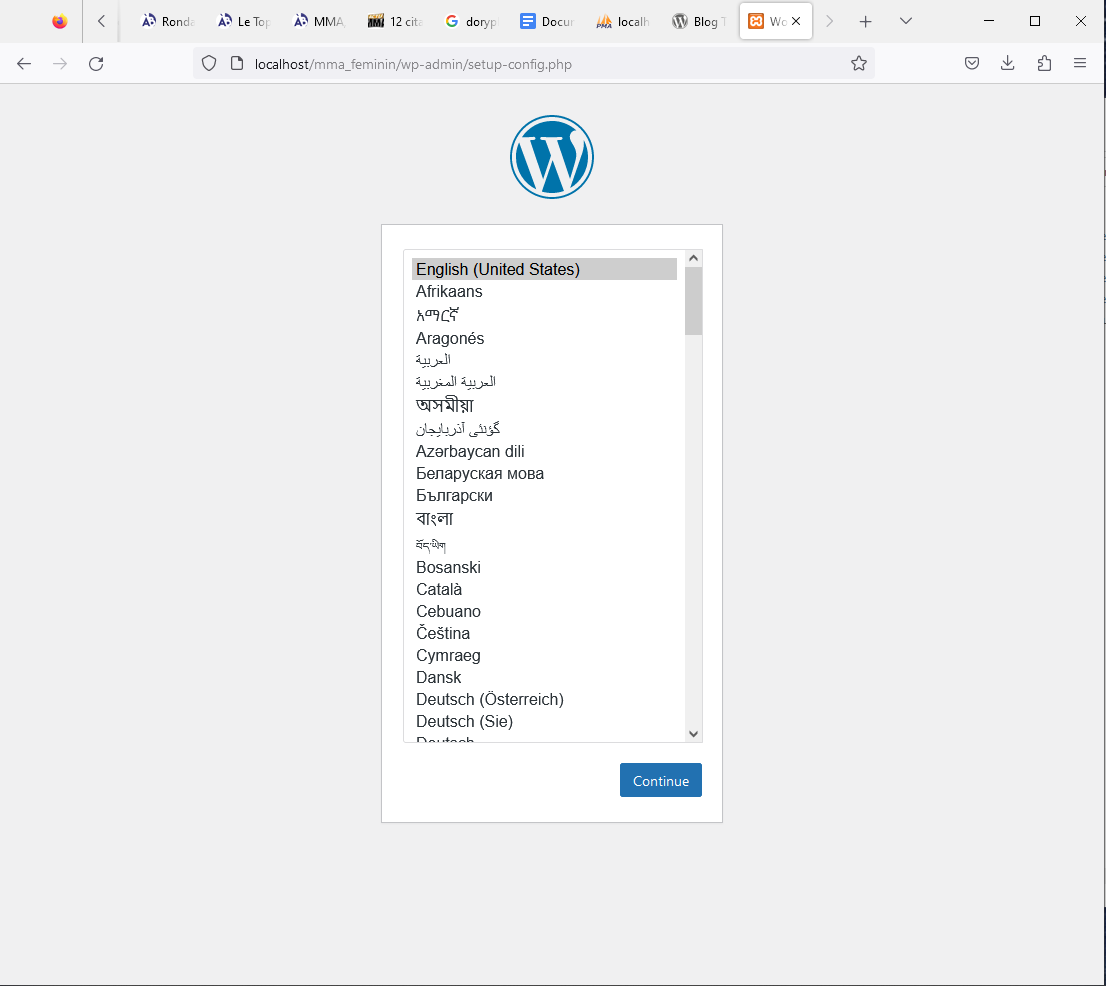 Ronda
Le Top
MMA,
12 cita
doryp
Docum
localh
Blog T
Wo
localhost/mma_feminin/wp-admin/setup-config.php
English (United States)
Afrikaans
አማርኛ
Aragonés
العربية
العربية المغربية
অসমীয়া
گؤنئی آذربایجان
Azərbaycan dili
Беларуская мова
Български
বাংলা
བོད་ཡིག
Bosanski
Català
Cebuano
Čeština
Cymraeg
Dansk
Deutsch (Österreich)
Deutsch (Sie)
Deutsch
Continue